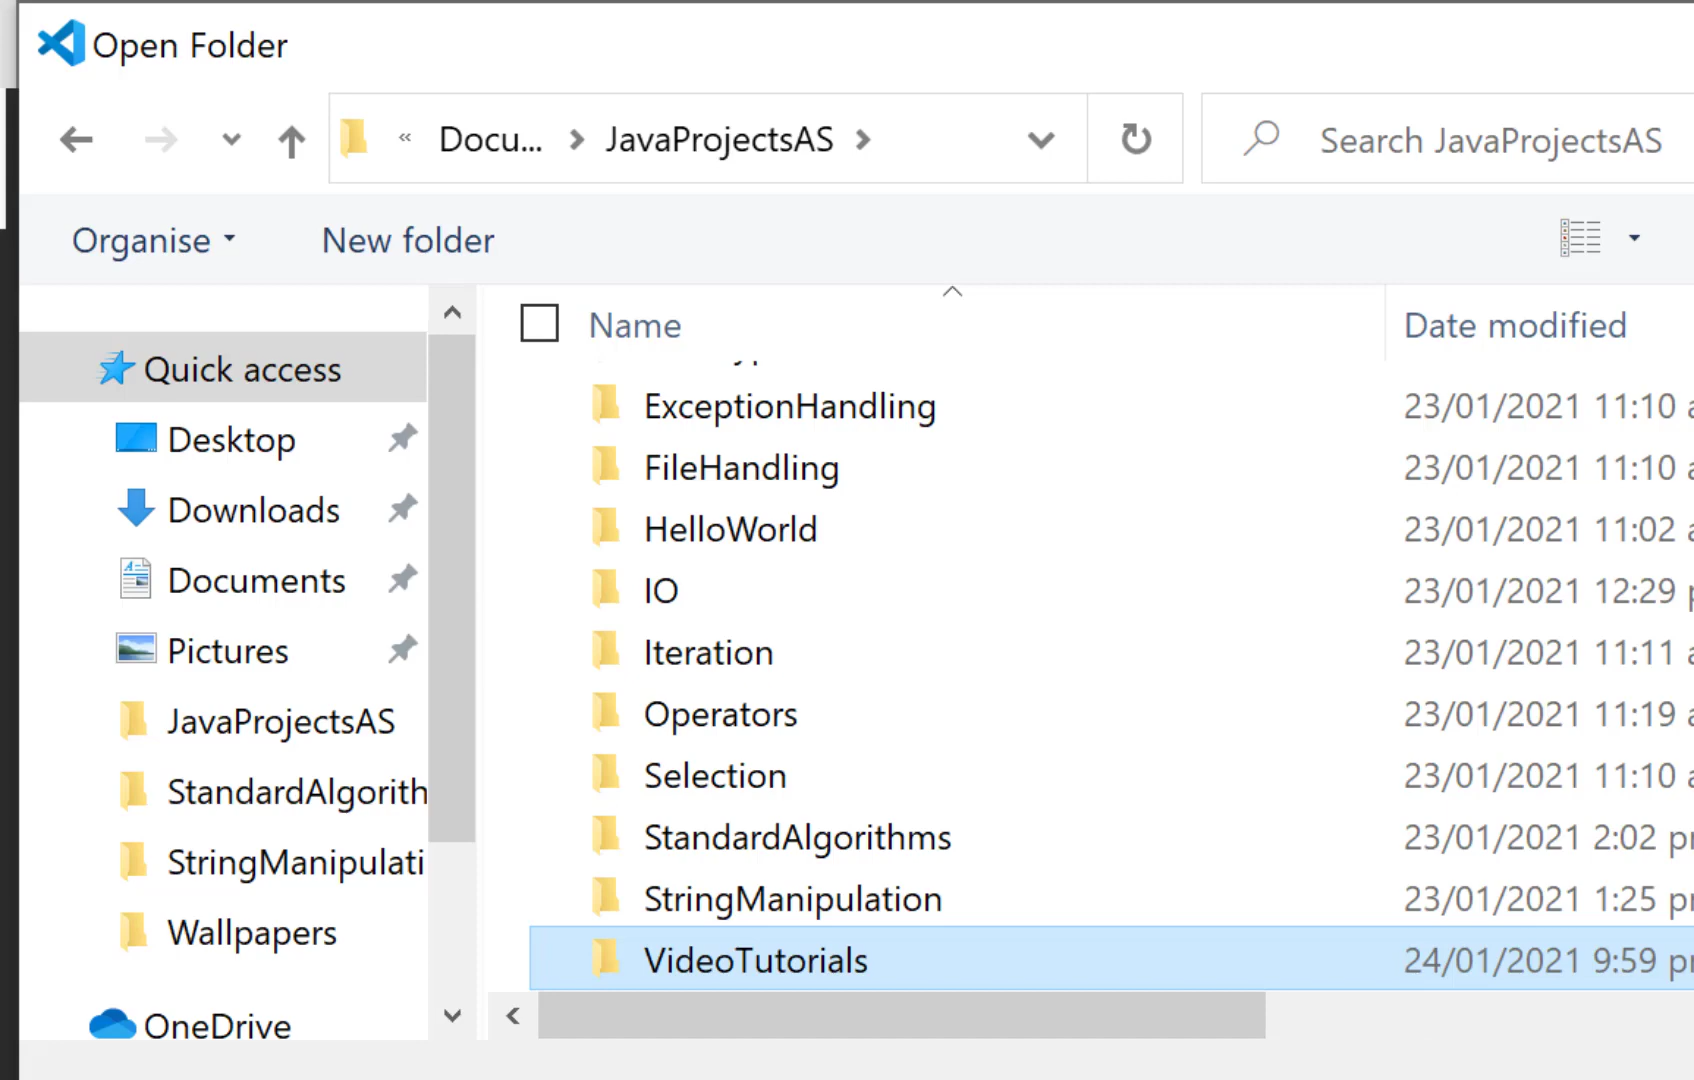 Open Folder
« Docu... > JavaProjectsAS >
Search JavaProjectsAS
Organise
New folder
Name
Date modified
Quick access
Desktop
Downloads
Documents
Pictures
JavaProjectsAS
StandardAlgorith
StringManipulati
Wallpapers
OneDrive
ExceptionHandling 23/01/2021 11:10 a
FileHandling 23/01/2021 11:10 a
HelloWorld 23/01/2021 11:02 a
IO 23/01/2021 12:29 p
Iteration 23/01/2021 11:11 a
Operators 23/01/2021 11:19 a
Selection 23/01/2021 11:10 a
StandardAlgorithms 23/01/2021 2:02 pm
StringManipulation 23/01/2021 1:25 pm
VideoTutorials 24/01/2021 9:59 pm